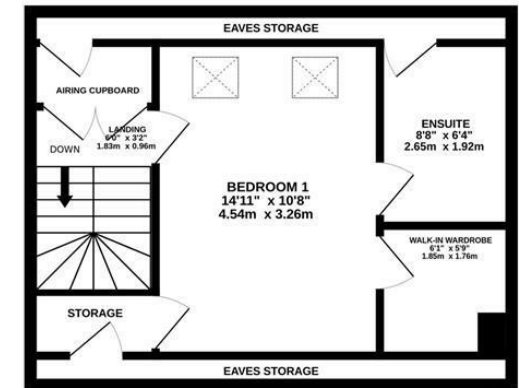 EAVES STORAGE
AIRING CUPBOARD
LANDING
6'0" x 3'2"
1.83m x 0.96m
DOWN
BEDROOM 1
14'11" x 10'8"
4.54m x 3.26m
ENSUITE
8'8" x 6'4"
2.65m x 1.92m
WALK-IN WARDROBE
6'1" x 5'9"
1.85m x 1.76m
STORAGE
EAVES STORAGE